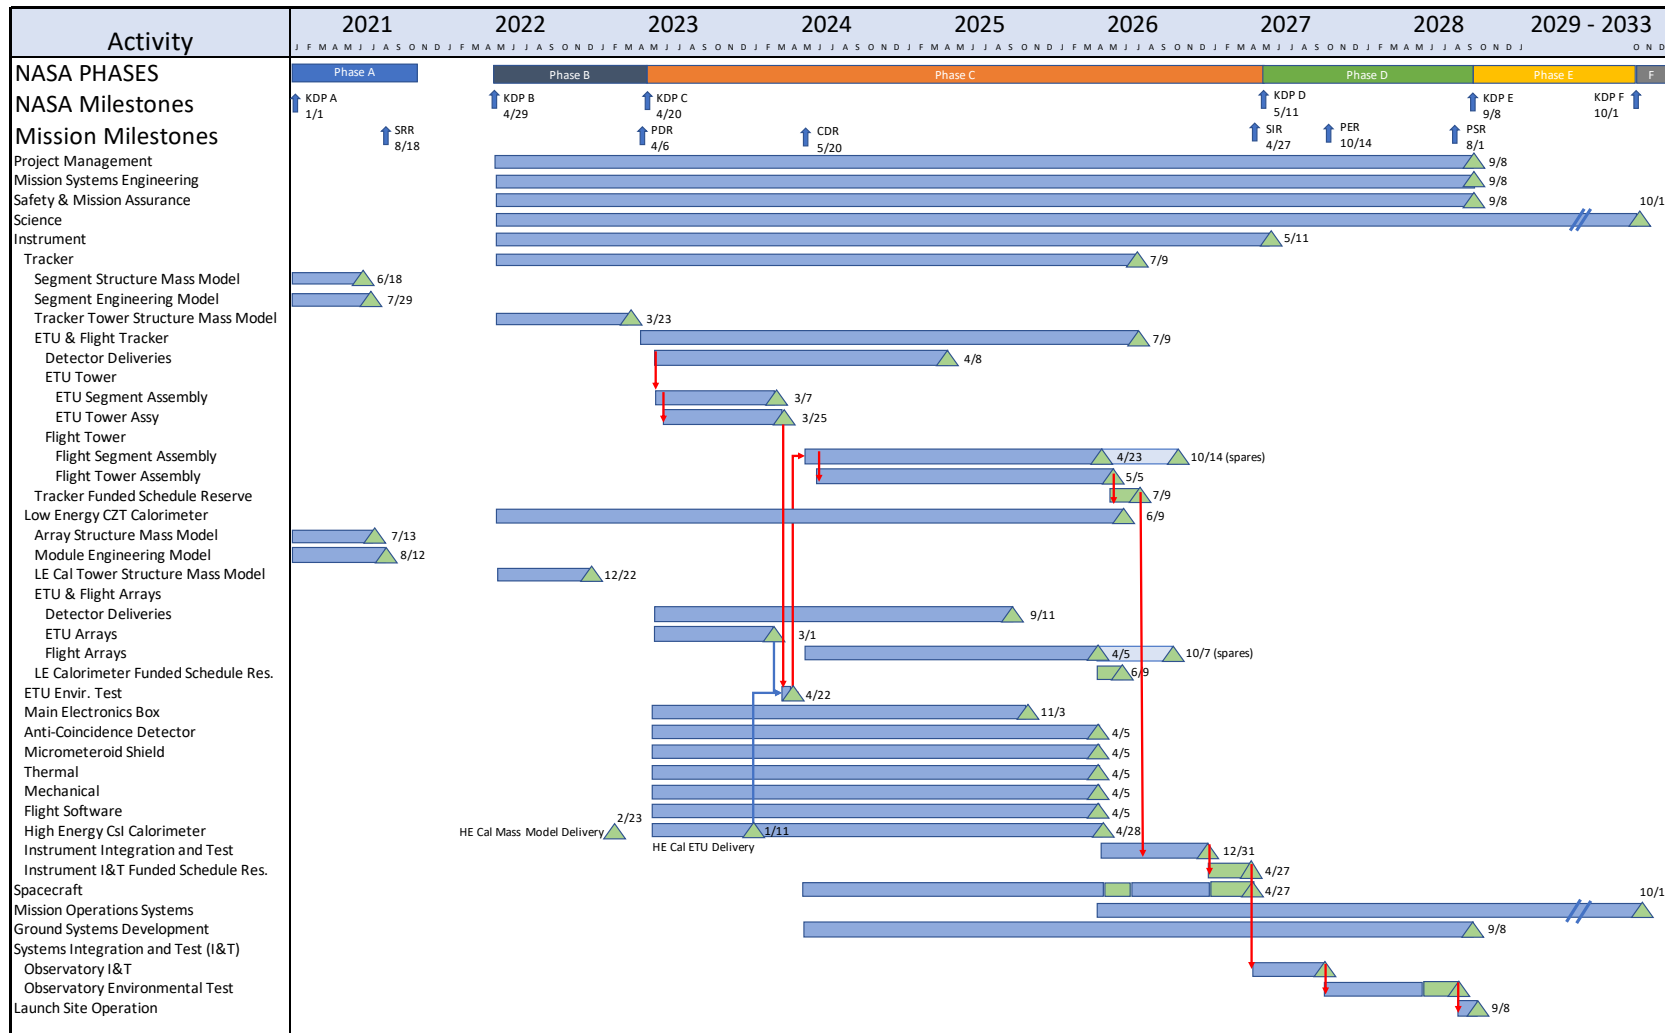 Activity
2021 2022 2023 2024 2025 2026 2027 2028 2029 - 2033
J F M A M J J A S O N D J F M A M J J A S O N D J F M A M J J A S O N D J F M A M J J A S O N D J F M A M J J A S O N D J F M A M J J A S O N D J F M A M J J A S O N D J F M A M J J A S O N D J O N D
NASA PHASES Phase A Phase B Phase C Phase D Phase E F
NASA Milestones KDP A KDP B KDP C KDP D KDP E KDP F
1/1 4/29 4/20 5/11 9/8 10/1
Mission Milestones SRR PDR CDR SIR PER PSR
8/18 4/6 5/20 4/27 10/14 8/1
Project Management 9/8
Mission Systems Engineering 9/8
Safety & Mission Assurance 9/8
Science 10/1
Instrument 5/11
Tracker 7/9
Segment Structure Mass Model 6/18
Segment Engineering Model 7/29
Tracker Tower Structure Mass Model 3/23
ETU & Flight Tracker 7/9
Detector Deliveries 4/8
ETU Tower
ETU Segment Assembly 3/7
ETU Tower Assy 3/25
Flight Tower
Flight Segment Assembly 4/23 10/14 (spares)
Flight Tower Assembly 5/5
Tracker Funded Schedule Reserve 7/9
Low Energy CZT Calorimeter 6/9
Array Structure Mass Model 7/13
Module Engineering Model 8/12
LE Cal Tower Structure Mass Model 12/22
ETU & Flight Arrays
Detector Deliveries 9/11
ETU Arrays 3/1
Flight Arrays 4/5 10/7 (spares)
LE Calorimeter Funded Schedule Res. 6/9
ETU Envir. Test 4/22
Main Electronics Box 11/3
Anti-Coincidence Detector 4/5
Micrometeroid Shield 4/5
Thermal 4/5
Mechanical 4/5
Flight Software 4/5
2/23
High Energy CsI Calorimeter HE Cal Mass Model Delivery 1/11 4/28
HE Cal ETU Delivery
Instrument Integration and Test 12/31
Instrument I&T Funded Schedule Res. 4/27
Spacecraft 4/27 10/1
Mission Operations Systems
Ground Systems Development 9/8
Systems Integration and Test (I&T)
Observatory I&T
Observatory Environmental Test
Launch Site Operation 9/8